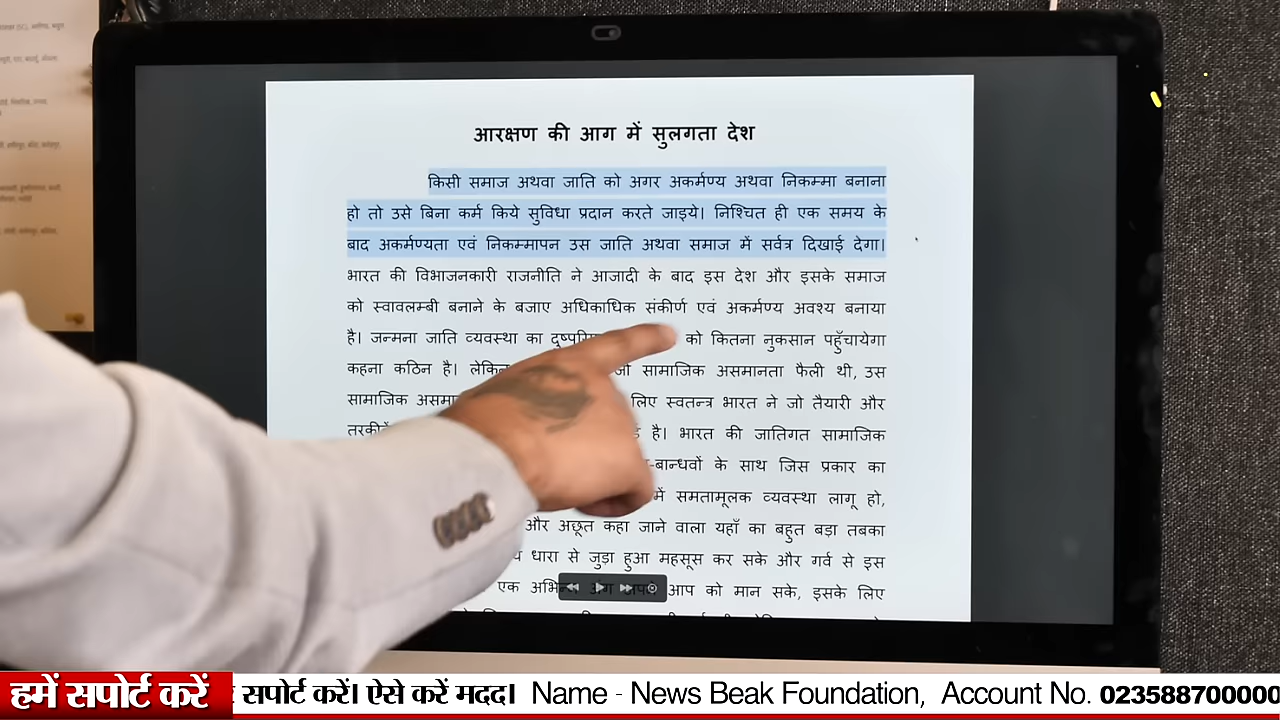 आरक्षण की आग में सुलगता देश
किसी समाज अथवा जाति को अगर अकर्मण्य अथवा निकम्मा बनाना
हो तो उसे बिना कर्म किये सुविधा प्रदान करते जाइये। निश्चित ही एक समय के
बाद अकर्मण्यता एवं निकम्मापन उस जाति अथवा समाज में सर्वत्र दिखाई देगा।
भारत की विभाजनकारी राजनीति ने आजादी के बाद इस देश और इसके समाज
को स्वावलम्बी बनाने के बजाए अधिकाधिक संकीर्ण एवं अकर्मण्य अवश्य बनाया
है। जन्मना जाति व्यवस्था का को कितना नुकसान पहुँचायेगा
कहना कठिन है। लेकिन जो सामाजिक असमानता फैली थी, उस
सामाजिक लिए स्वतन्त्र भारत ने जो तैयारी और
है। भारत की जातिगत सामाजिक
बान्धवों के साथ जिस प्रकार का
में समतामूलक व्यवस्था लागू हो,
और अछूत कहा जाने वाला यहाँ का बहुत बड़ा तबका
धारा से जुड़ा हुआ महसूस कर सके और गर्व से इस
एक आप को मान सके, इसके लिए
हमें सपोर्ट करें सपोर्ट करें। ऐसे करें मदद। Name - News Beak Foundation, Account No. 023588700000